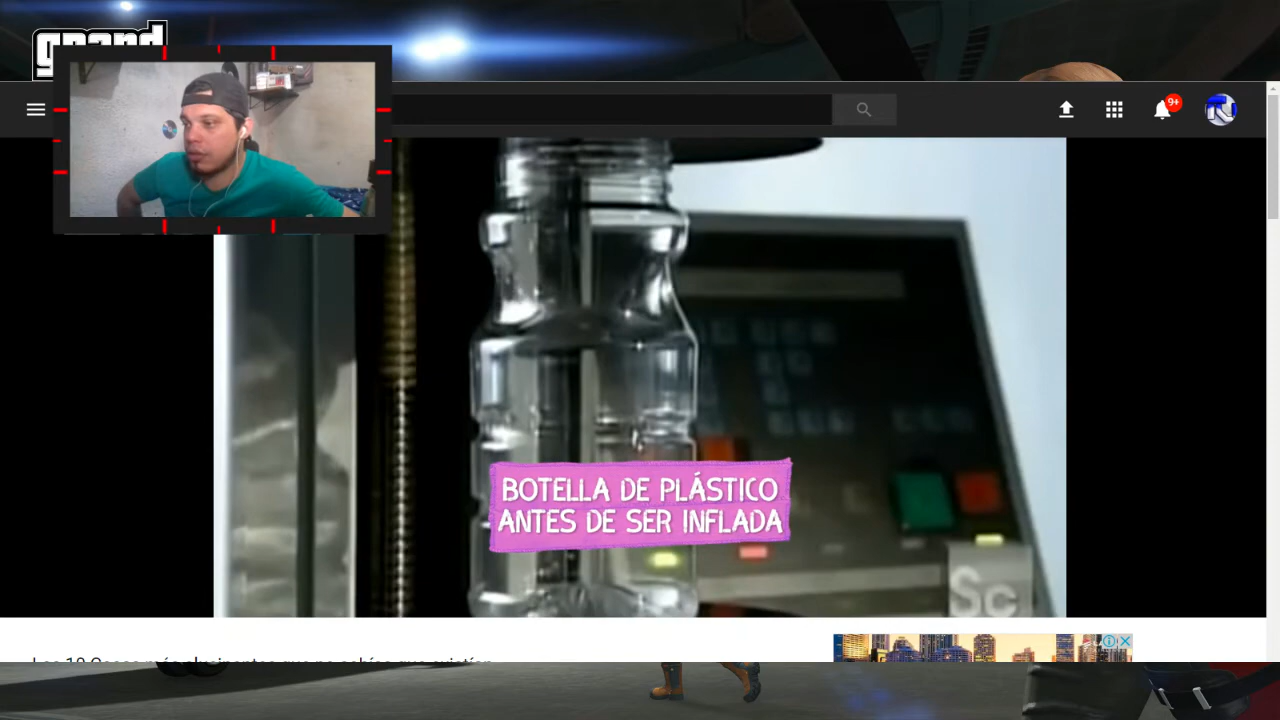 grand
9+
BOTELLA DE PLÁSTICO
ANTES DE SER INFLADA
Sc